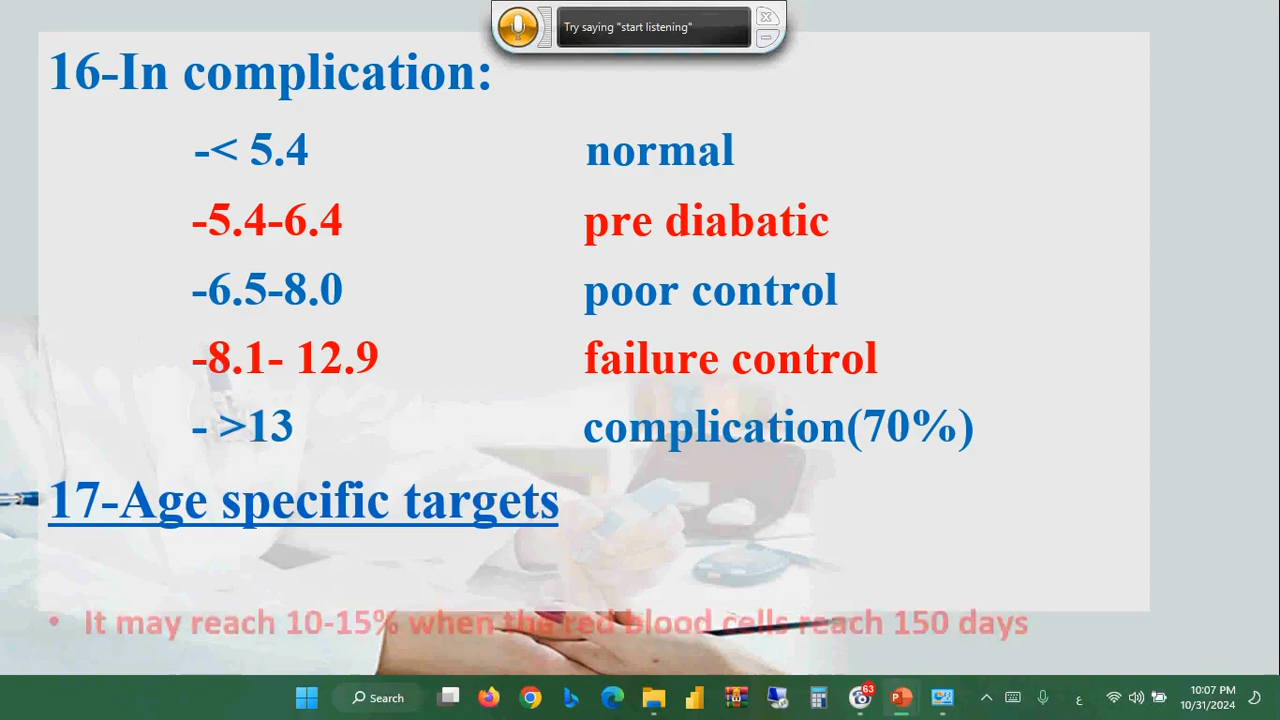 Try saying "start listening"
16-In complication:
-< 5.4 normal
-5.4-6.4 pre diabatic
-6.5-8.0 poor control
-8.1- 12.9 failure control
- >13 complication(70%)
17-Age specific targets
• It may reach 10-15% when the red blood cells reach 150 days
Search
63
ع
10:07 PM
10/31/2024